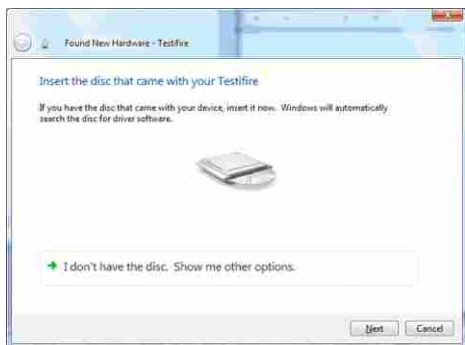 Found New Hardware - Testifire
Insert the disc that came with your Testifire
If you have the disc that came with your device, insert it now. Windows will automatically
search the disc for driver software.
I don't have the disc. Show me other options.
Next Cancel